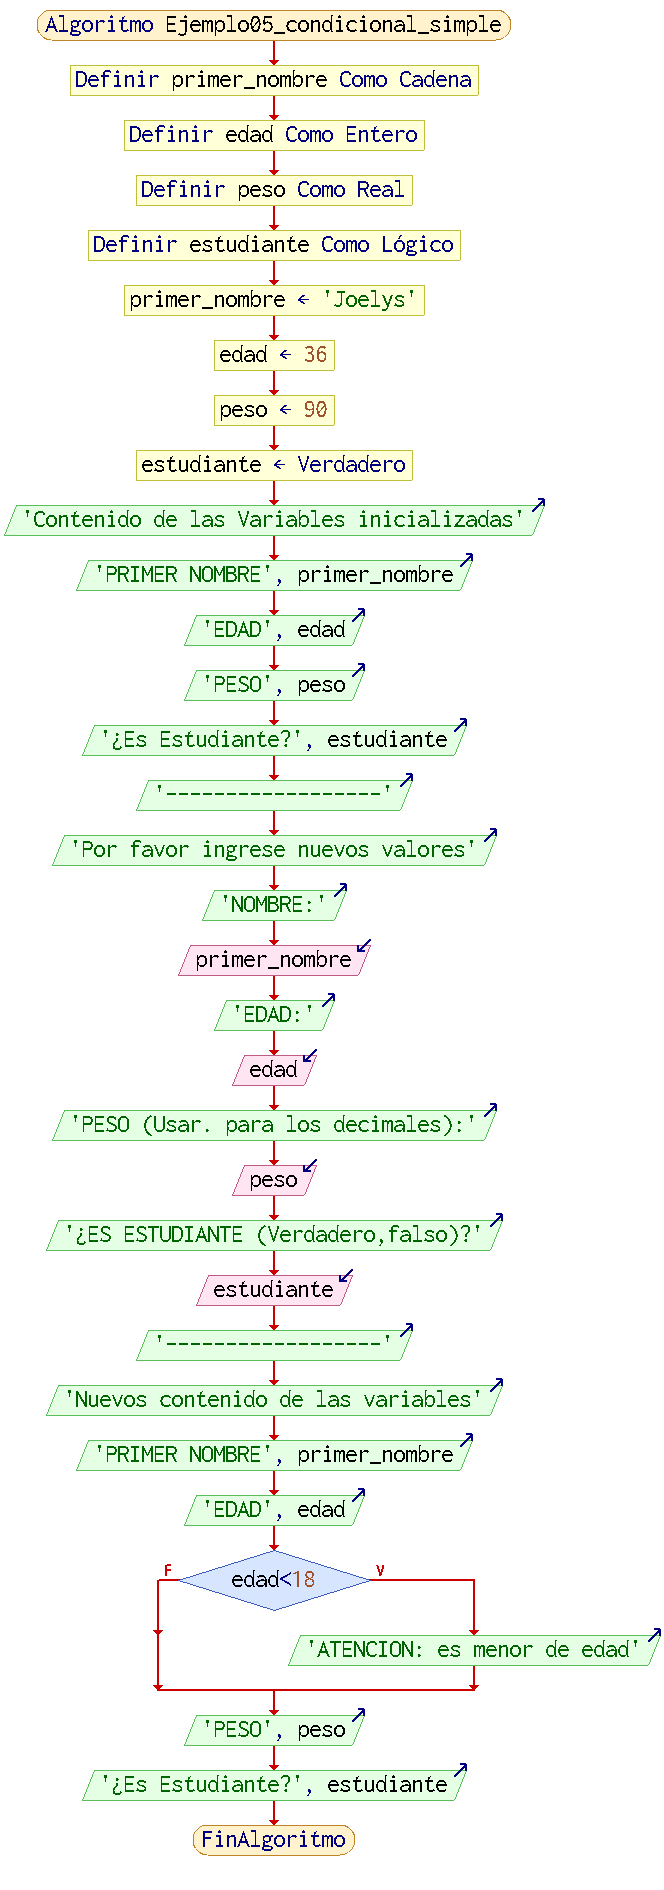 Algoritmo Ejemplo05_condicional_simple
Definir primer_nombre Como Cadena
Definir edad Como Entero
Definir peso Como Real
Definir estudiante Como Lógico
primer_nombre ← 'Joelys'
edad ← 36
peso ← 90
estudiante ← Verdadero
'Contenido de las Variables inicializadas'
'PRIMER NOMBRE', primer_nombre
'EDAD', edad
'PESO', peso
'¿Es Estudiante?', estudiante
'------------------'
'Por favor ingrese nuevos valores'
'NOMBRE:'
primer_nombre
'EDAD:'
edad
'PESO (Usar. para los decimales):'
peso
'¿ES ESTUDIANTE (Verdadero,falso)?'
estudiante
'------------------'
'Nuevos contenido de las variables'
'PRIMER NOMBRE', primer_nombre
'EDAD', edad
F
edad<18
V
'ATENCION: es menor de edad'
'PESO', peso
'¿Es Estudiante?', estudiante
FinAlgoritmo